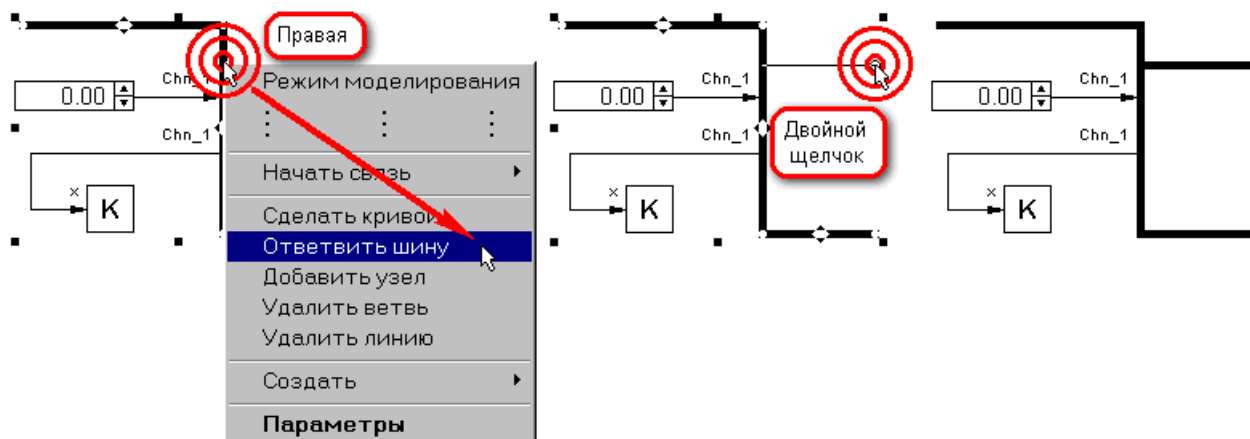 Правая
Chn_1
0.00
Chn_1
x
K
Режим моделирования
Начать связь
Сделать кривой
Ответвить шину
Добавить узел
Удалить ветвь
Удалить линию
Создать
Параметры
Chn_1
0.00
Chn_1
x
K
Двойной
щелчок
Chn_1
0.00
Chn_1
x
K